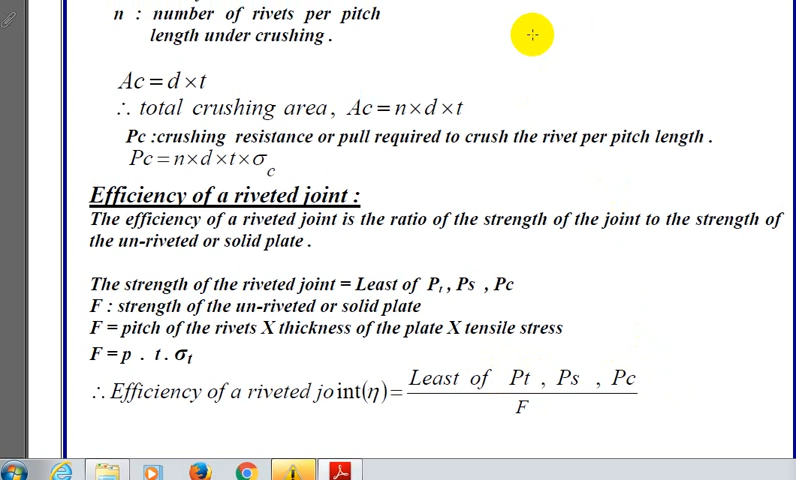 n : number of rivets per pitch
length under crushing .
Ac = d × t
∴ total crushing area, Ac = n × d × t
Pc :crushing resistance or pull required to crush the rivet per pitch length .
Pc = n × d × t × σc
Efficiency of a riveted joint :
The efficiency of a riveted joint is the ratio of the strength of the joint to the strength of
the un-riveted or solid plate .
The strength of the riveted joint = Least of Pt , Ps , Pc
F : strength of the un-riveted or solid plate
F = pitch of the rivets X thickness of the plate X tensile stress
F = p . t . σt
∴ Efficiency of a riveted joint(η) = Least of Pt , Ps , Pc
F